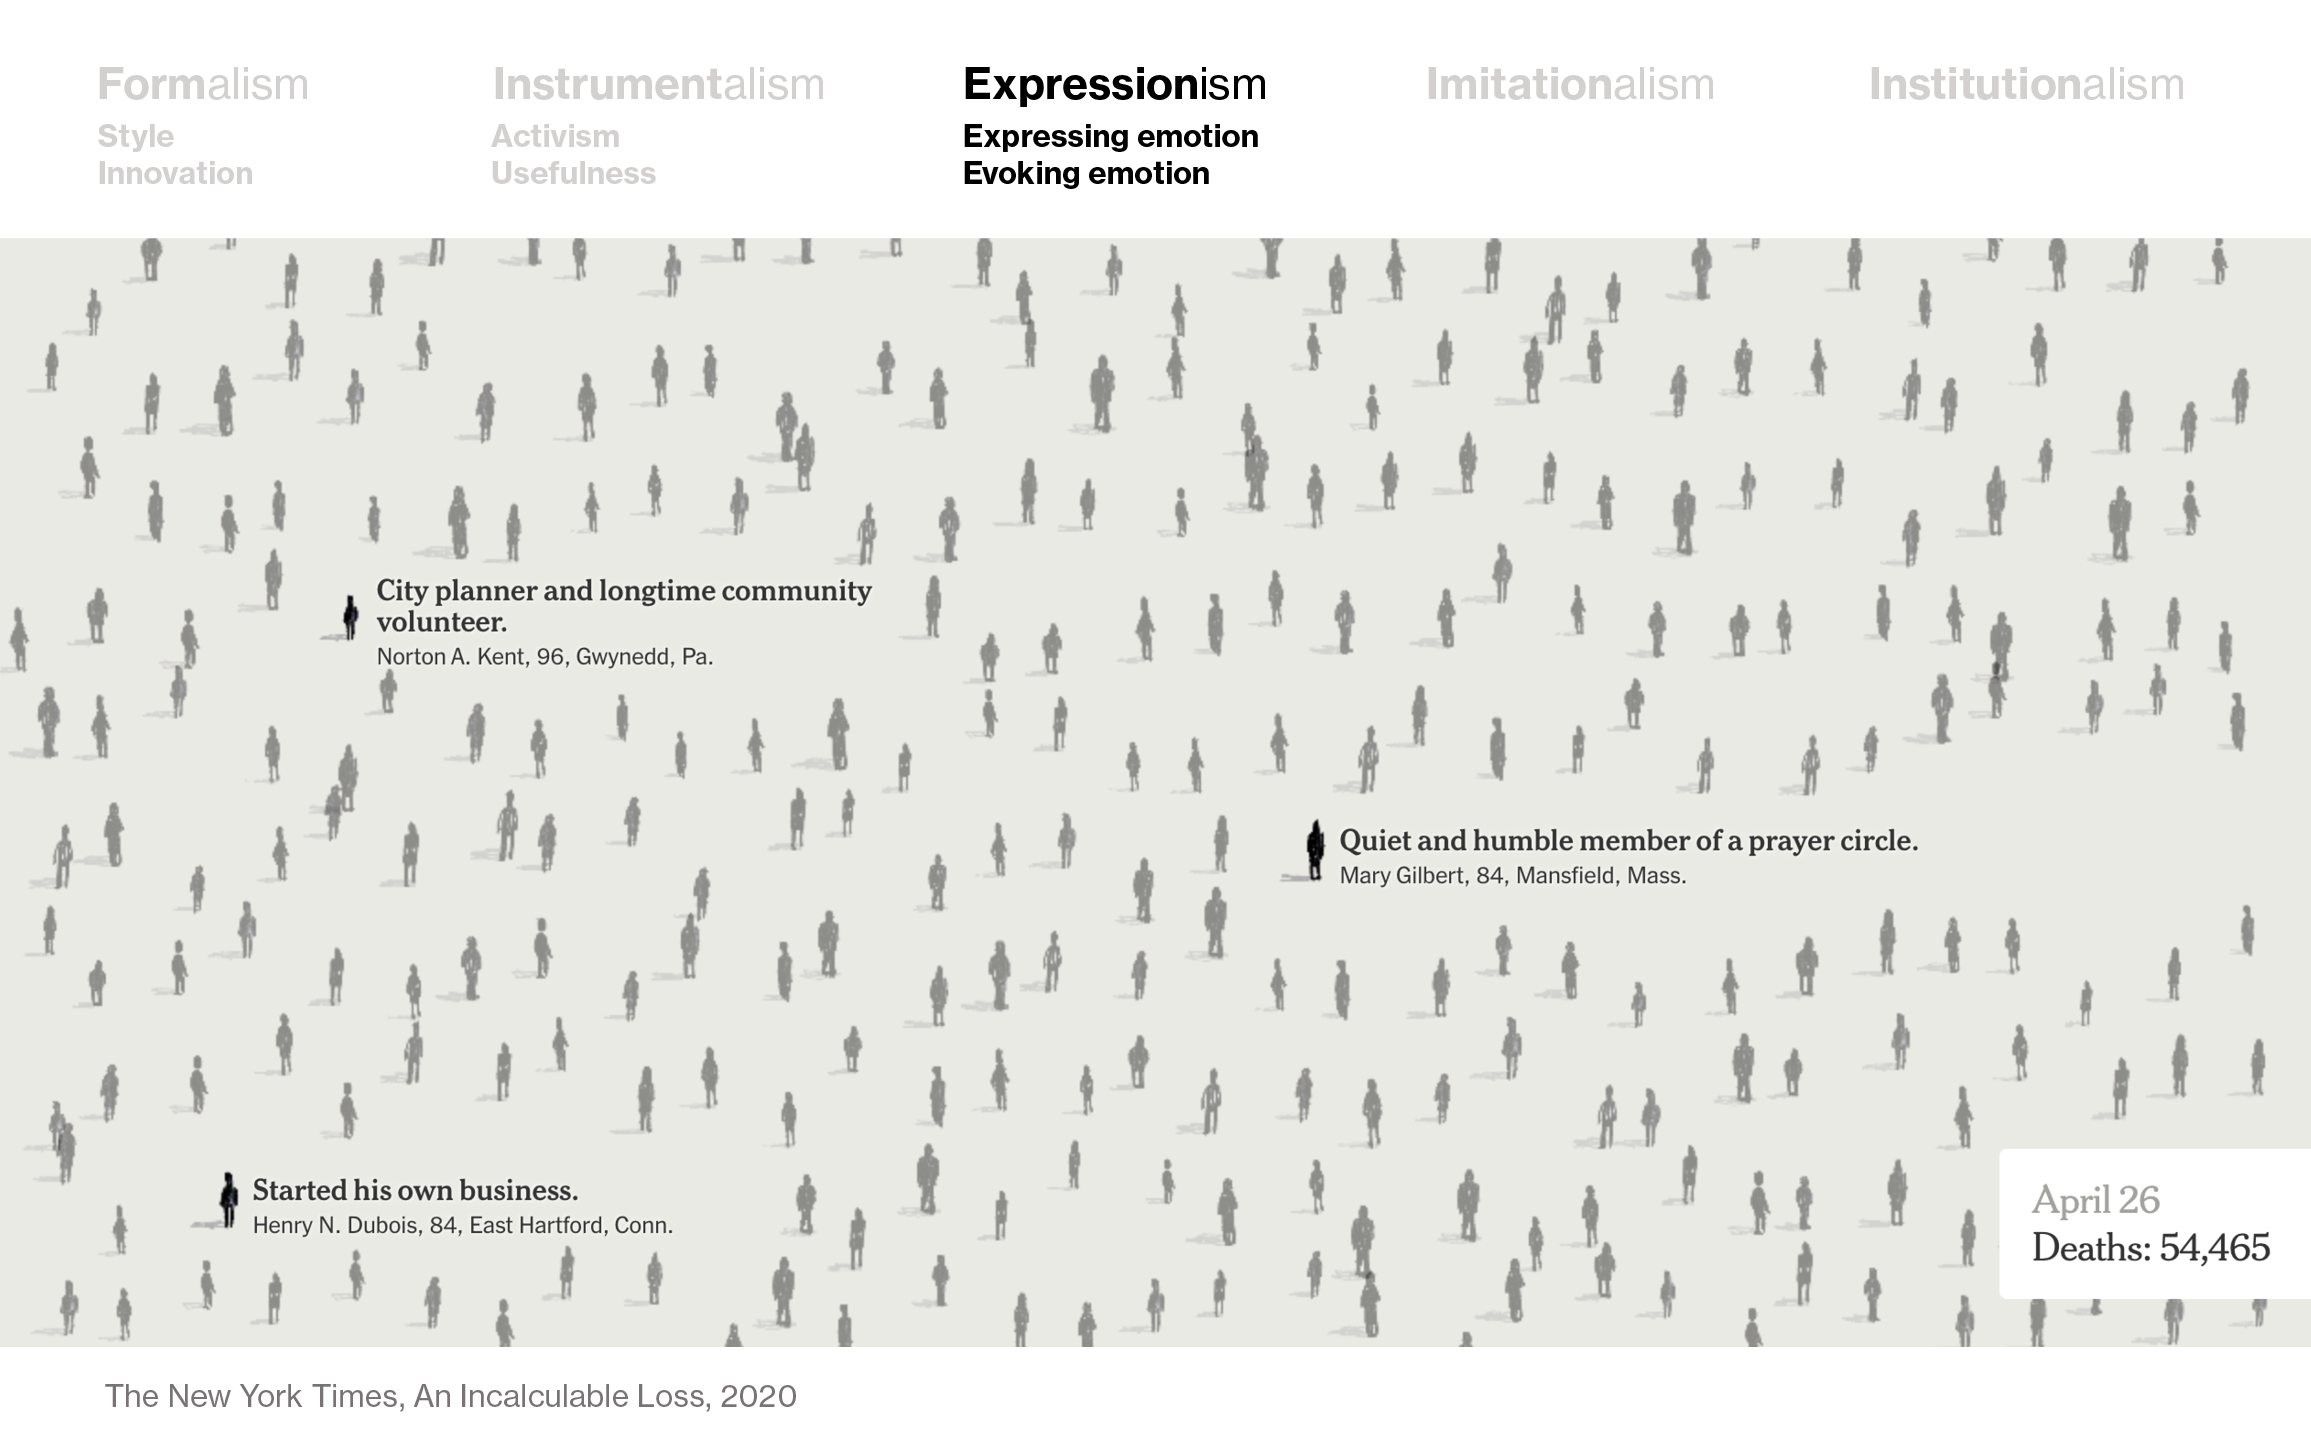 Formalism
Style
Innovation
Instrumentalism
Activism
Usefulness
Expressionism
Expressing emotion
Evoking emotion
Imitationalism
Institutionalism
City planner and longtime community
volunteer.
Norton A. Kent, 96, Gwynedd, Pa.
Quiet and humble member of a prayer circle.
Mary Gilbert, 84, Mansfield, Mass.
Started his own business.
Henry N. Dubois, 84, East Hartford, Conn.
April 26
Deaths: 54,465
The New York Times, An Incalculable Loss, 2020